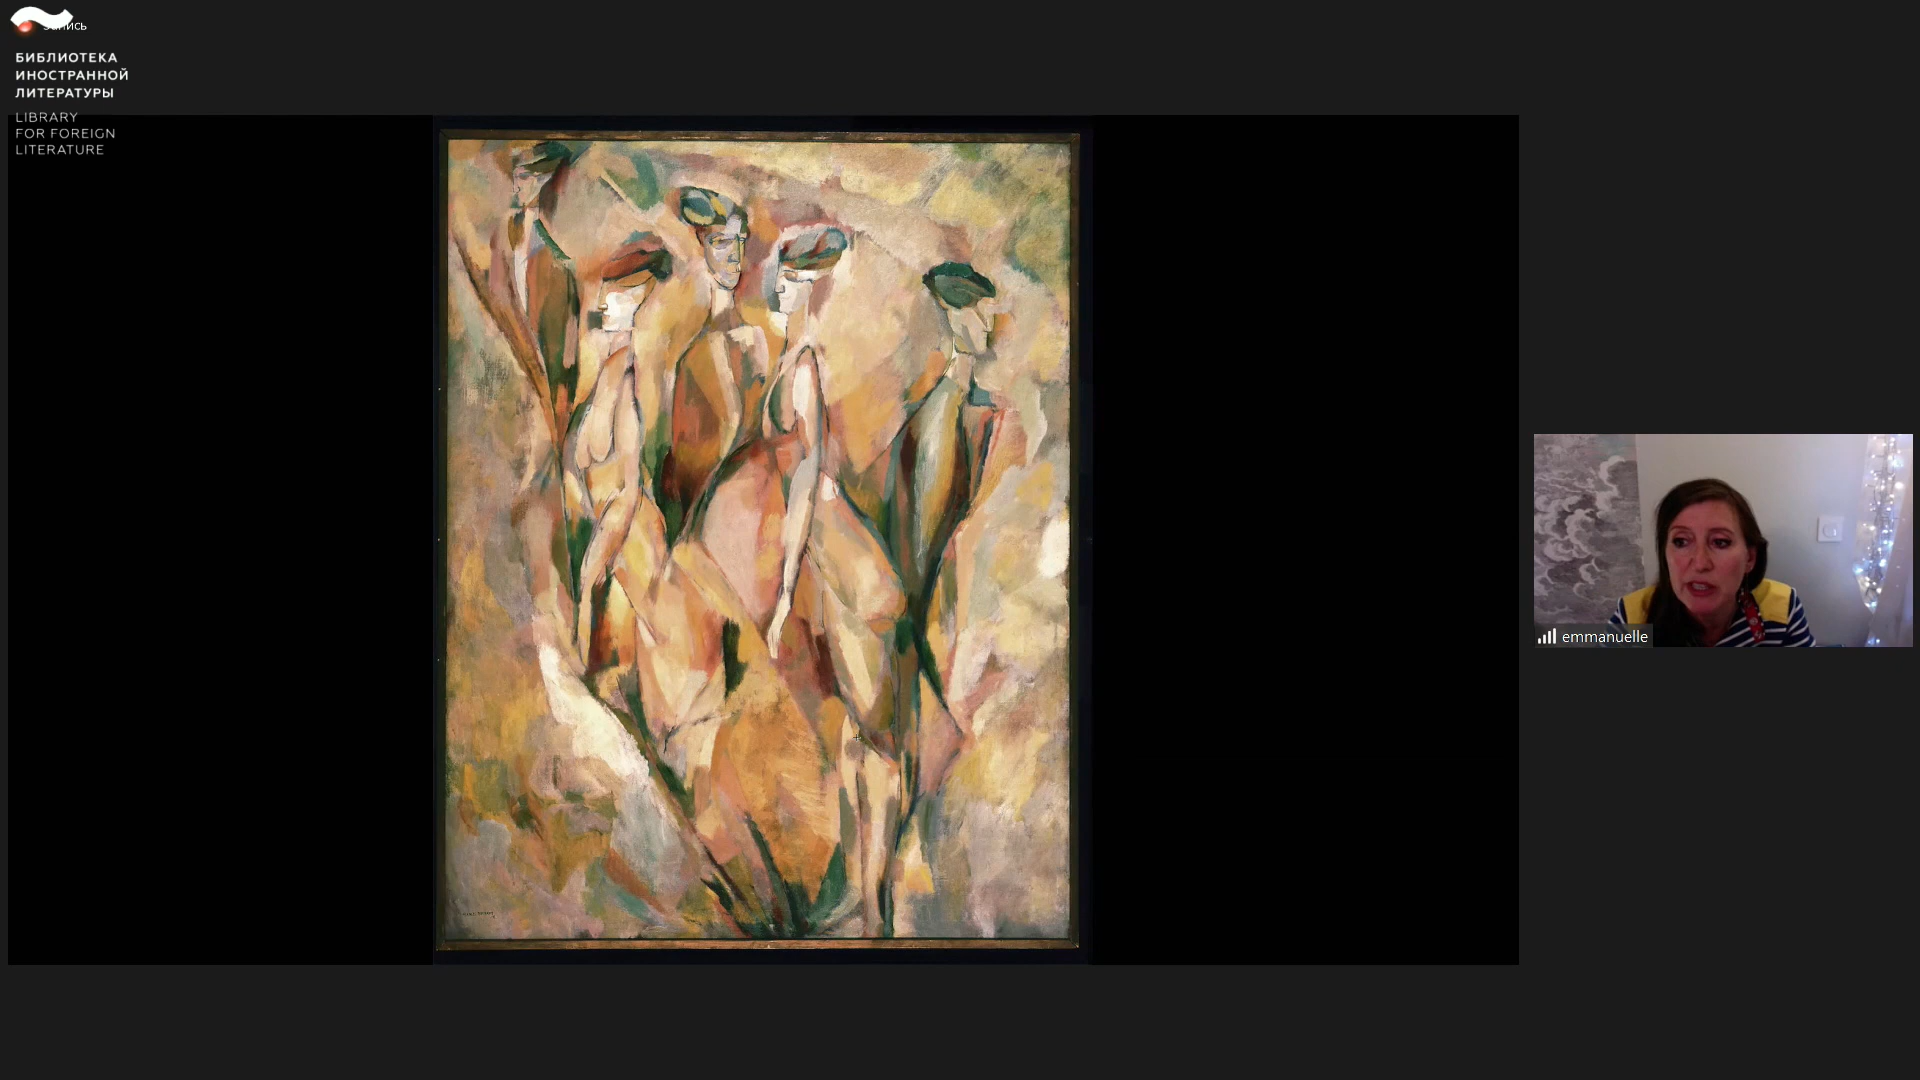 БИБЛИОТЕКА
ИНОСТРАННОЙ
ЛИТЕРАТУРЫ
LIBRARY
FOR FOREIGN
LITERATURE
emmanuelle